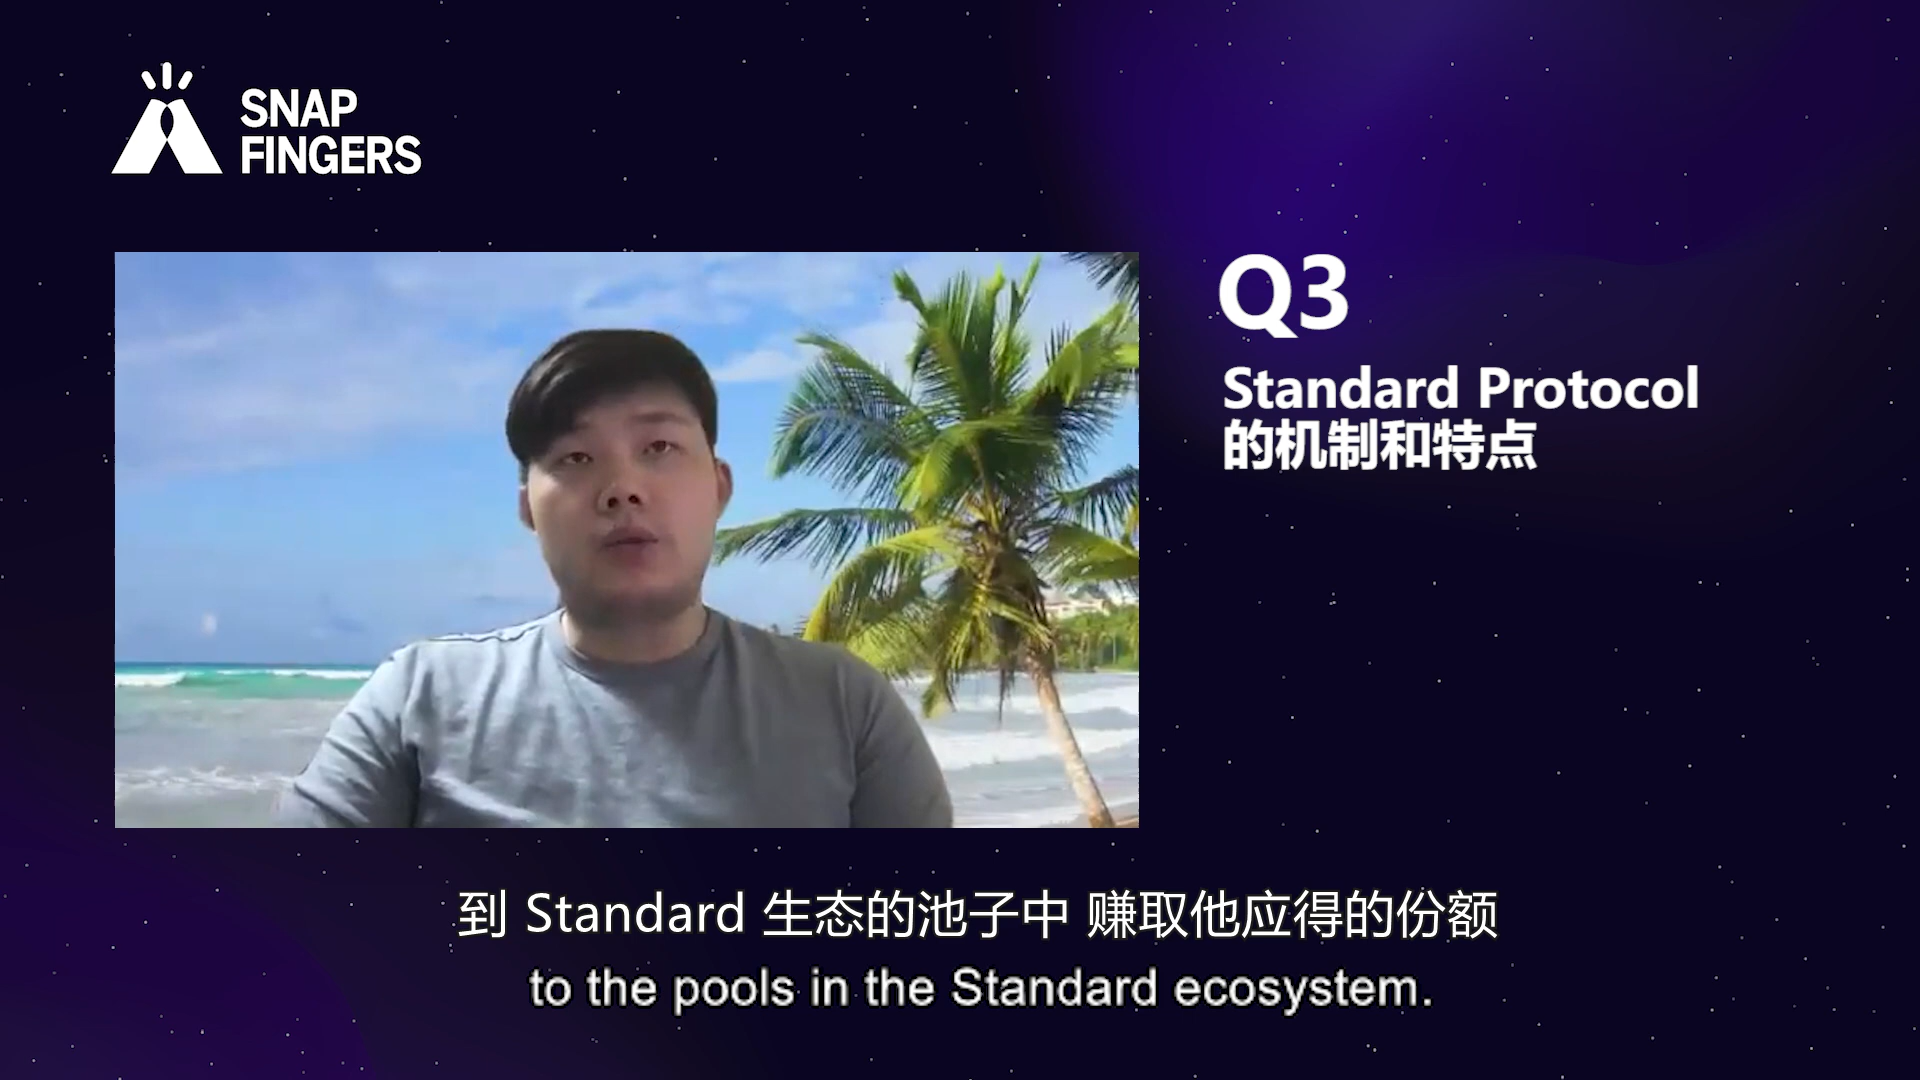 SNAP
FINGERS
Q3
Standard Protocol
的机制和特点
到 Standard 生态的池子中 赚取他应得的份额
to the pools in the Standard ecosystem.